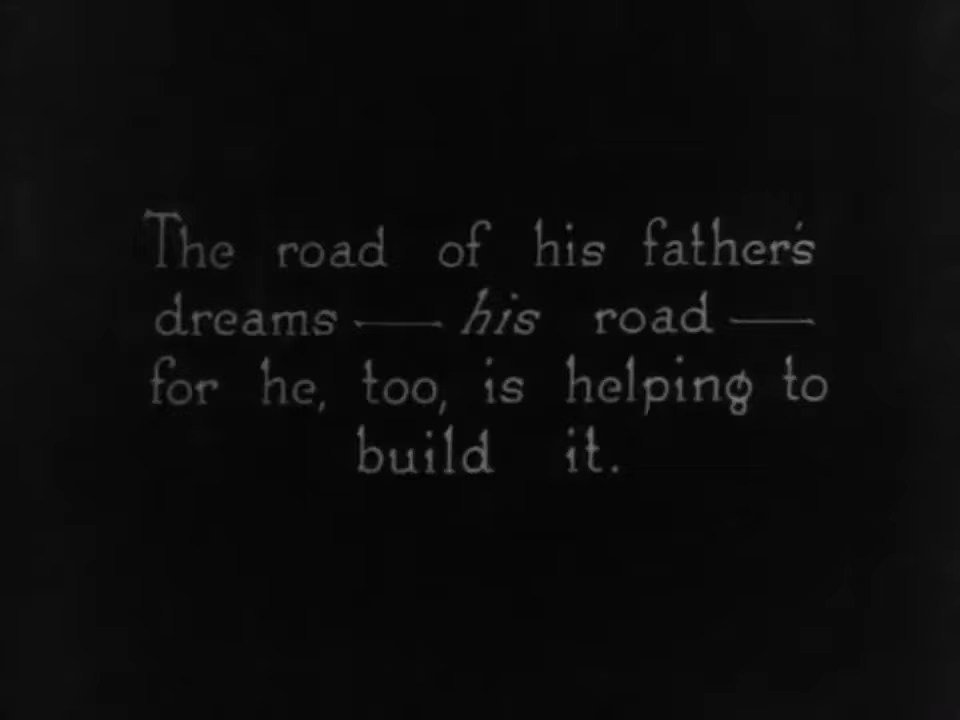 The road of his father's
dreams — his road —
for he, too, is helping to
build it.